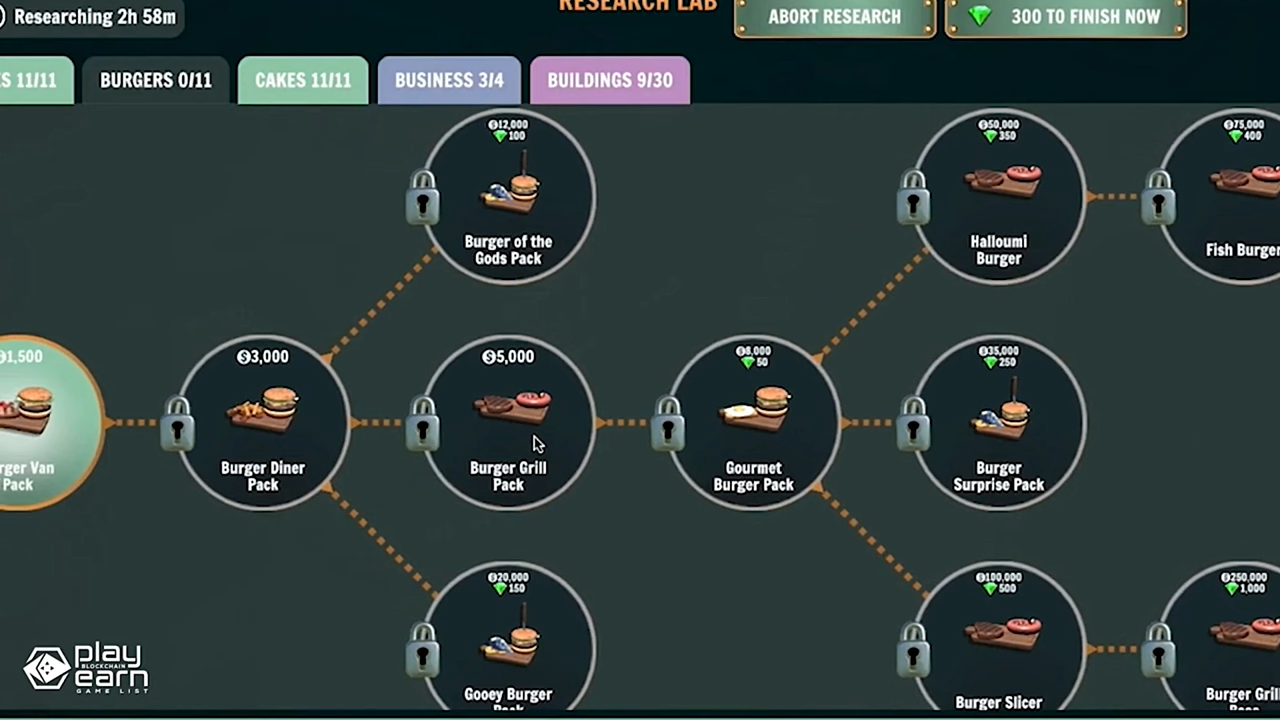 Researching 2h 58m
RESEARCH LAB
ABORT RESEARCH
300 TO FINISH NOW
ES 11/11
BURGERS 0/11
CAKES 11/11
BUSINESS 3/4
BUILDINGS 9/30
12,000
100
Burger of the
Gods Pack
50,000
350
Halloumi
Burger
75,000
400
Fish Burger
1,500
rger Van
Pack
$3,000
Burger Diner
Pack
$5,000
Burger Grill
Pack
8,000
50
Gourmet
Burger Pack
35,000
250
Burger
Surprise Pack
20,000
150
Gooey Burger
Pack
100,000
500
Burger Slicer
250,000
1,000
Burger Grill
play
BLOCKCHAIN
earn
GAME LIST